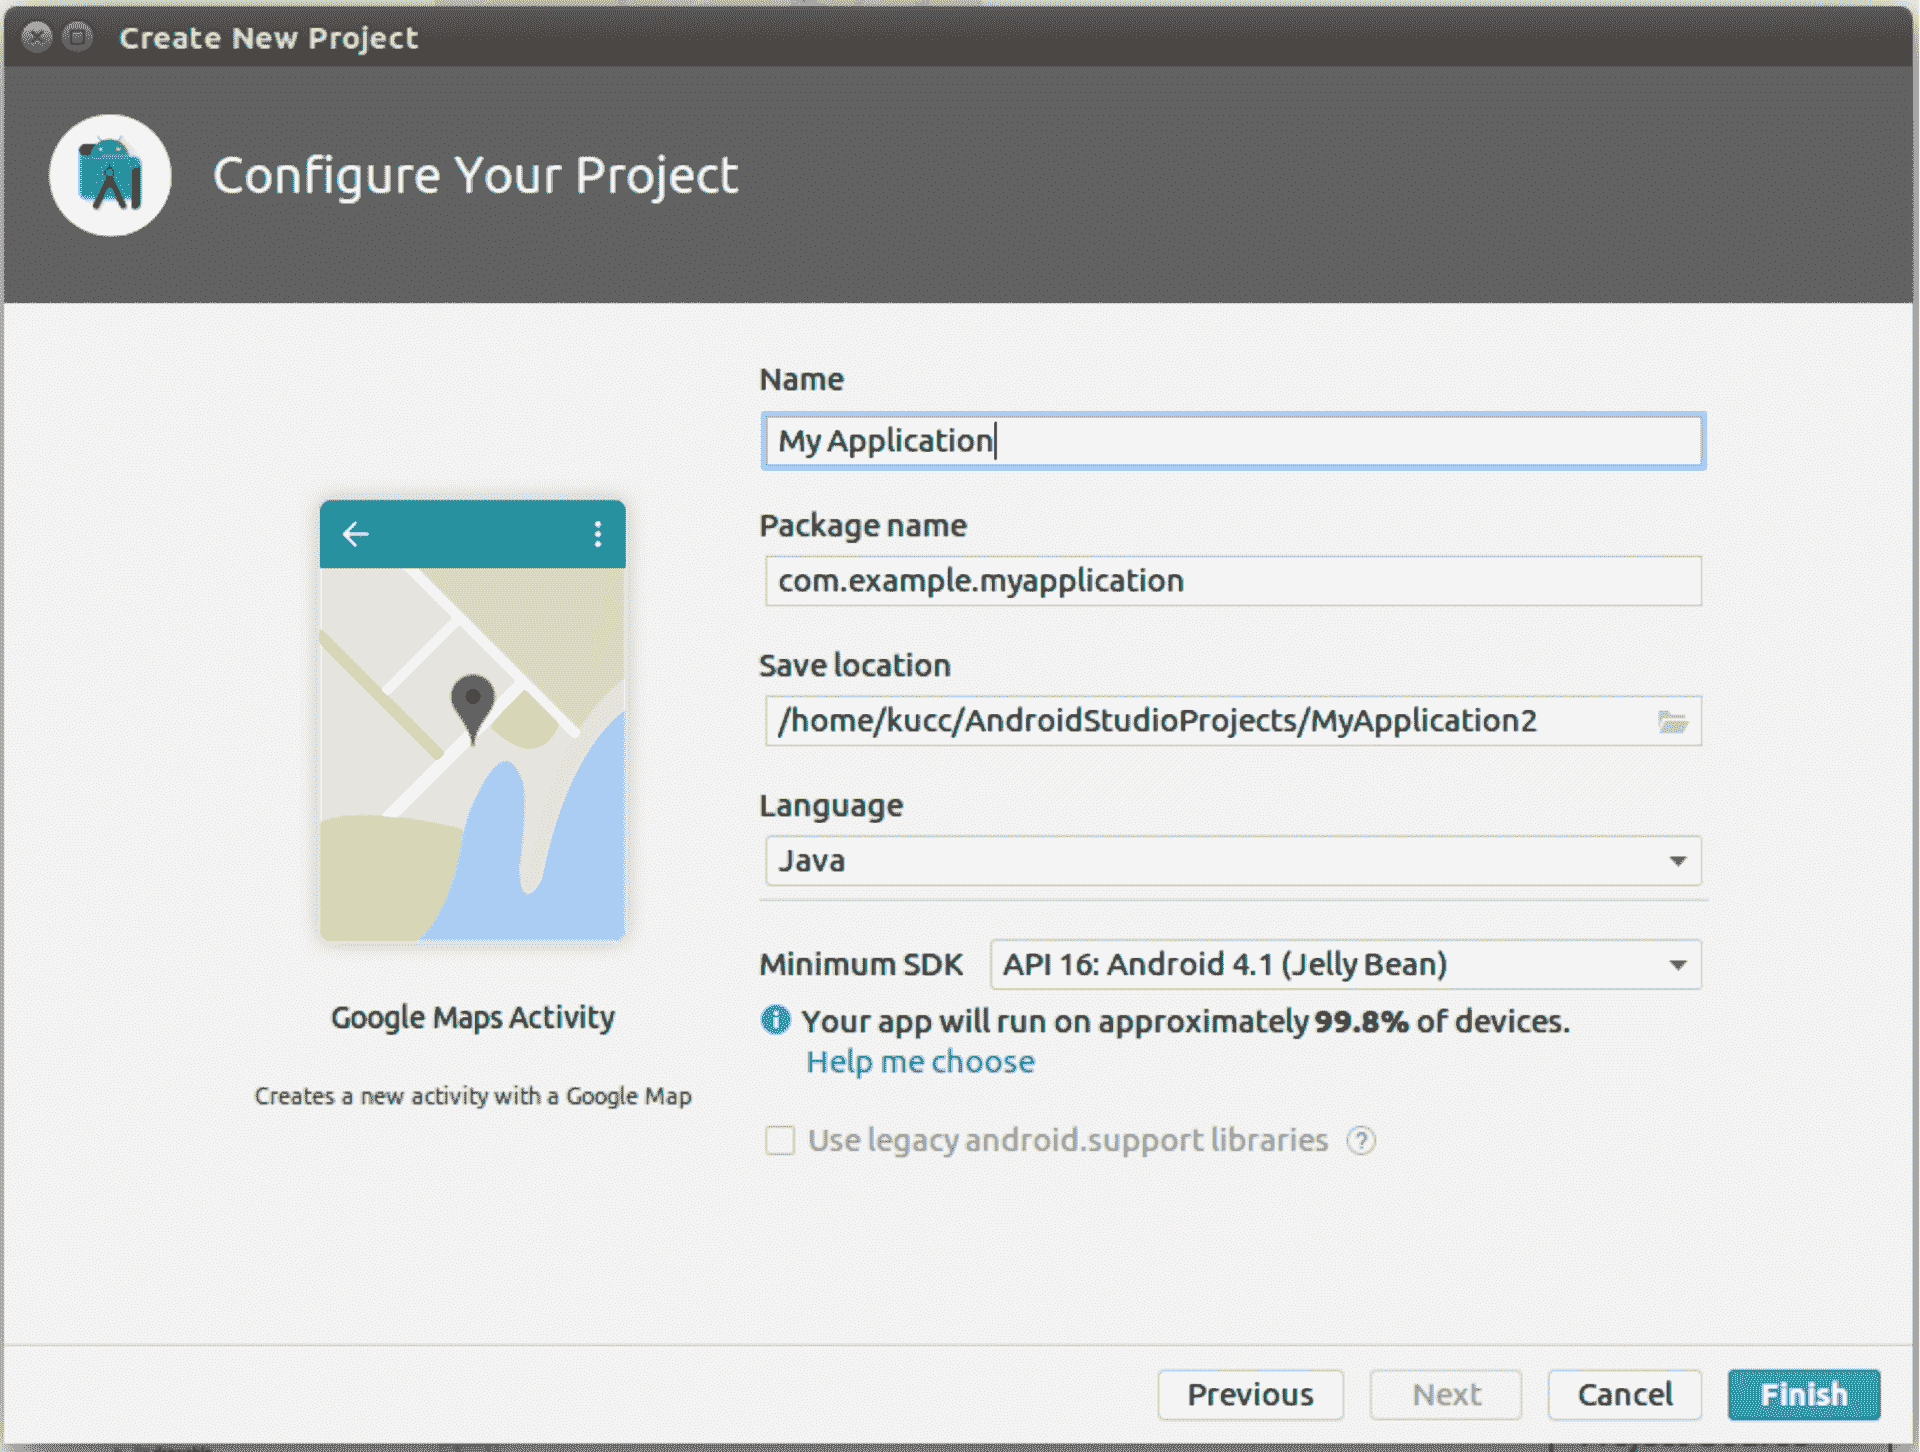 Create New Project
Configure Your Project
Name
My Application
Package name
com.example.myapplication
Save location
/home/kucc/AndroidStudioProjects/MyApplication2
Language
Java
Minimum SDK API 16: Android 4.1 (Jelly Bean)
Your app will run on approximately 99.8% of devices.
Help me choose
Use legacy android.support libraries ?
Google Maps Activity
Creates a new activity with a Google Map
Previous Next Cancel Finish